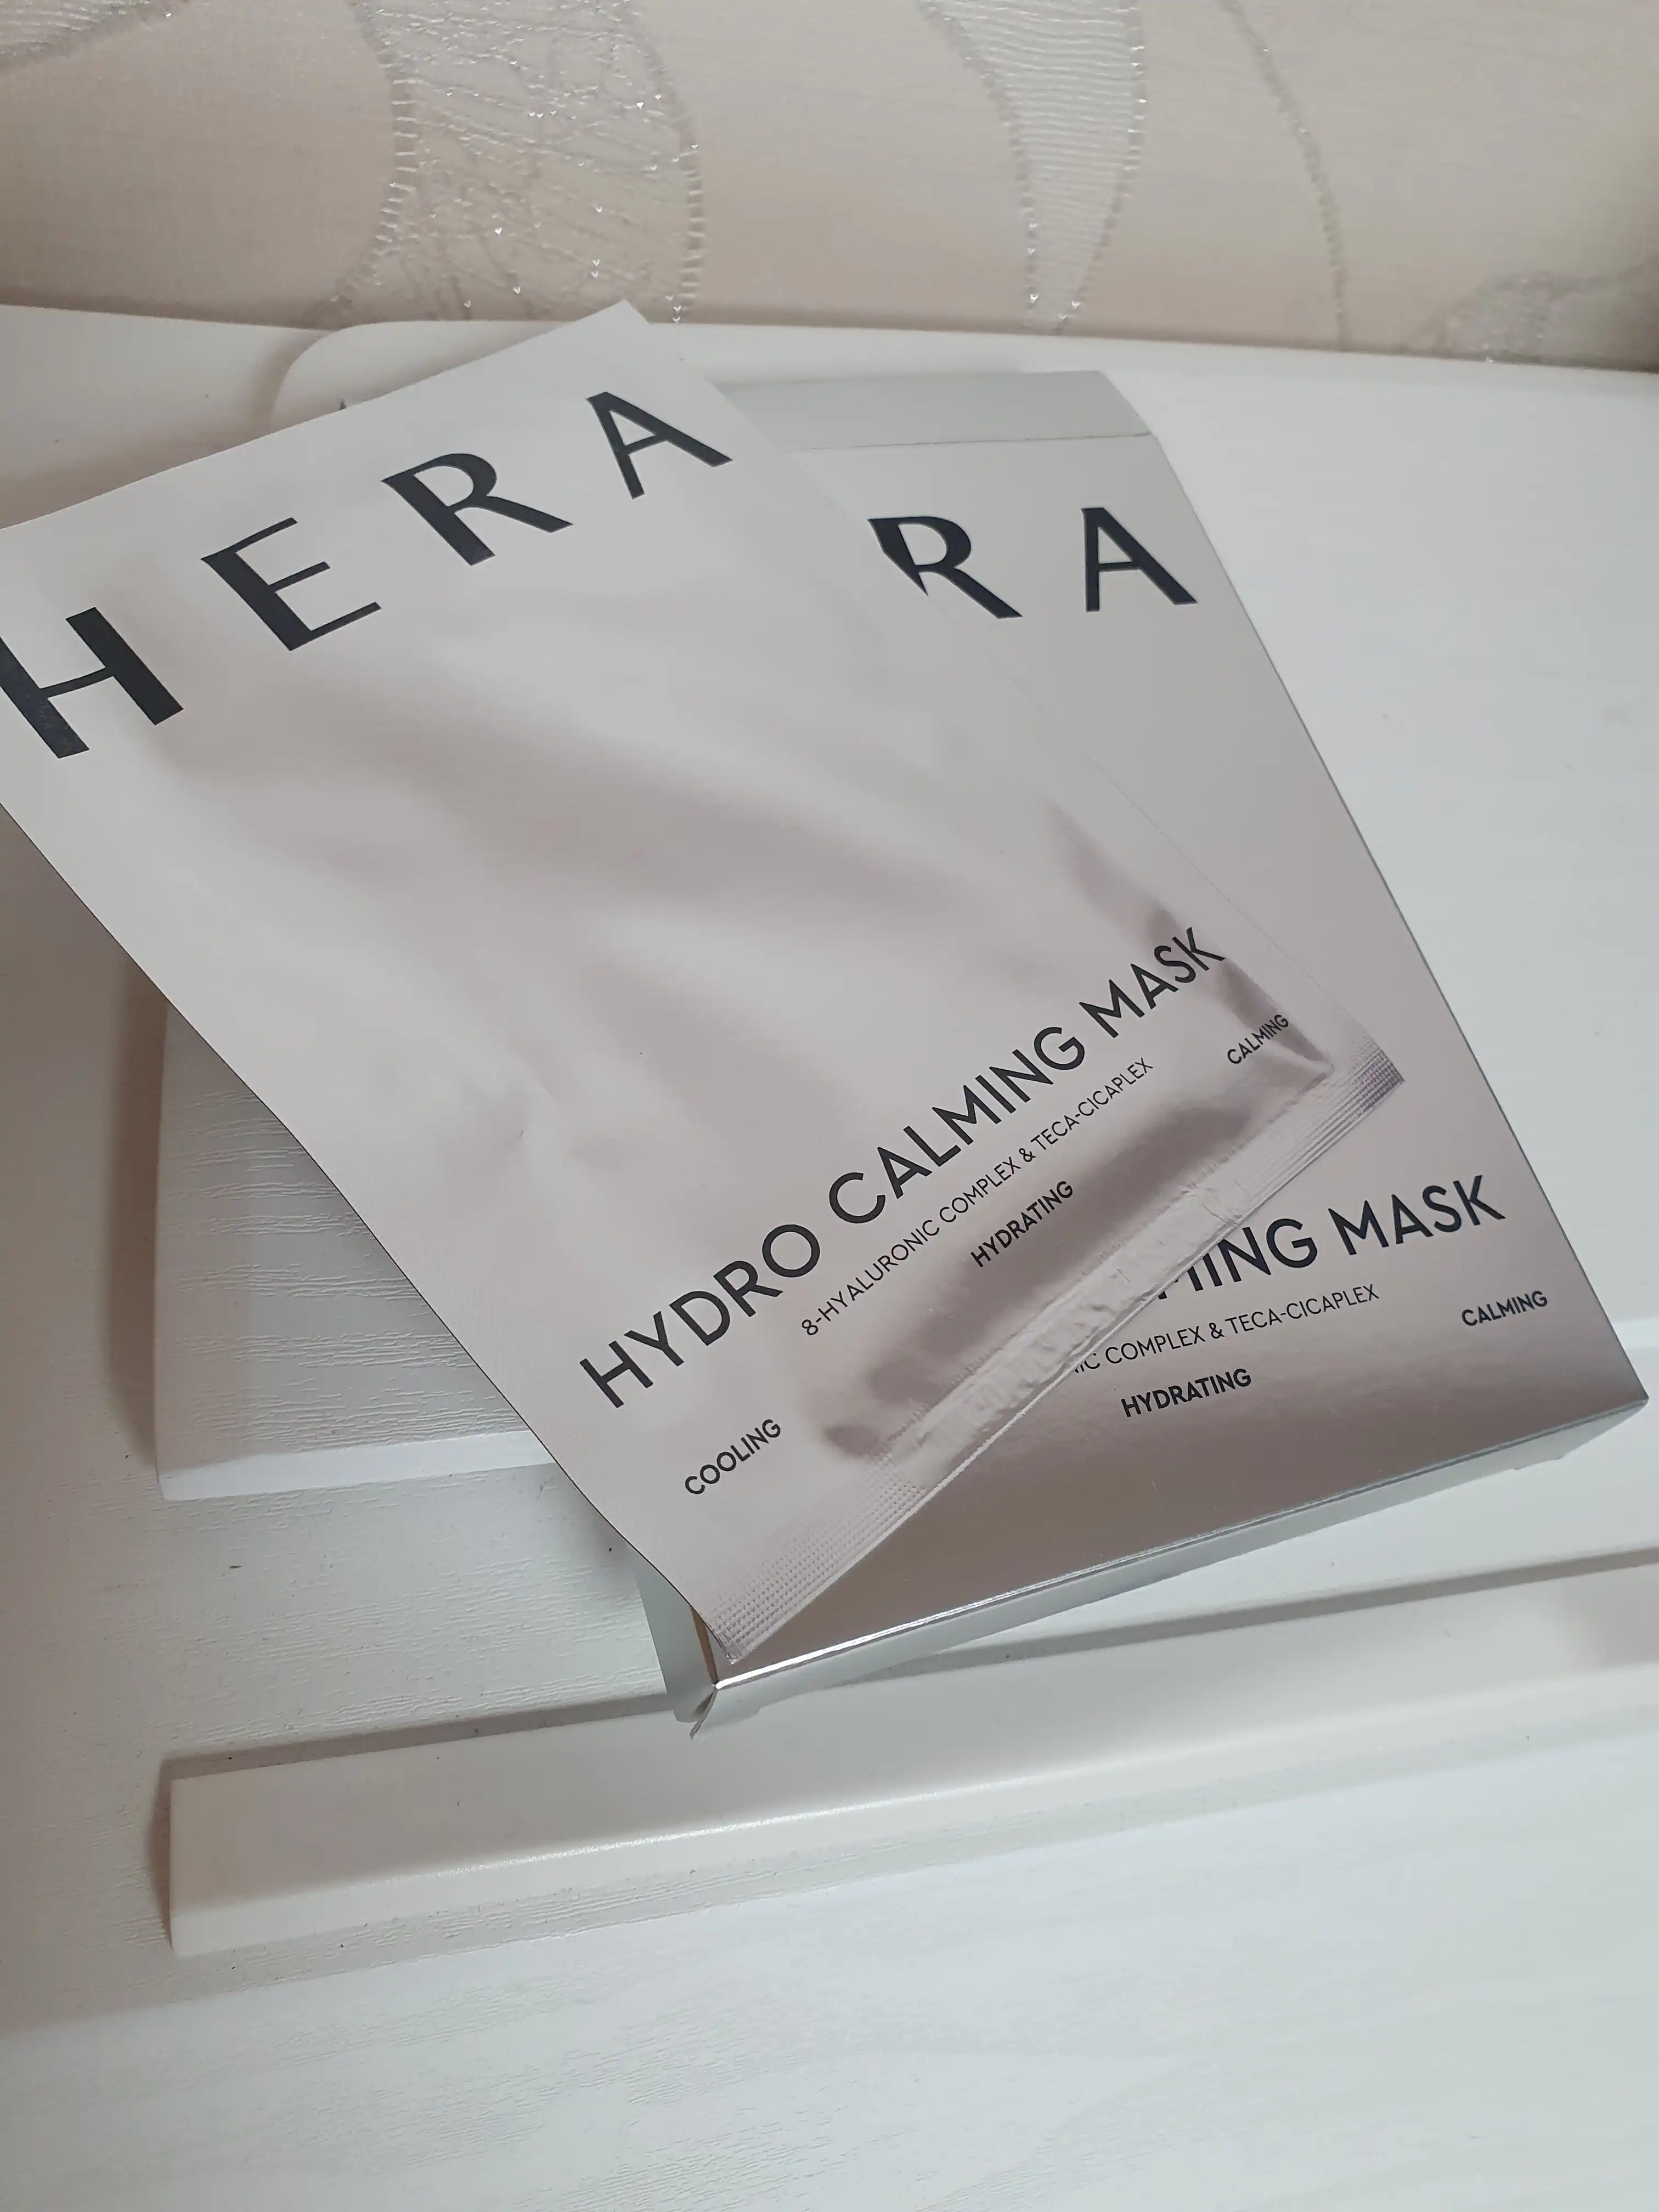 HERA
HYDRO CALMING MASK
8-HYALURONIC COMPLEX & TECA-CICAPLEX
COOLING HYDRATING CALMING
RA
MING MASK
IC COMPLEX & TECA-CICAPLEX
HYDRATING CALMING